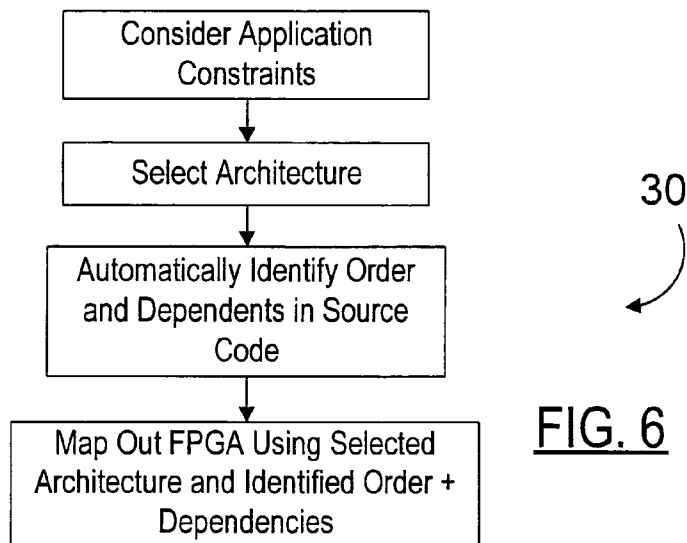 Consider Application
Constraints
Select Architecture
30
Automatically Identify Order
and Dependents in Source
Code
FIG. 6
Map Out FPGA Using Selected
Architecture and Identified Order +
Dependencies